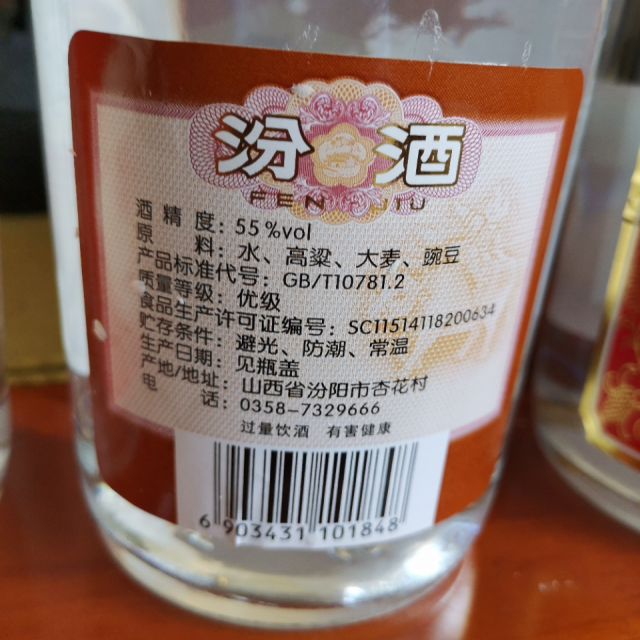 汾酒
FEN JIU
酒精度：55%vol
原料：水、高粱、大麦、豌豆
产品标准代号：GB/T10781.2
质量等级：优级
食品生产许可证编号：SC11514118200634
贮存条件：避光、防潮、常温
生产日期：见瓶盖
产地/地址：山西省汾阳市杏花村
电话：0358-7329666
过量饮酒 有害健康
6 903431 101848